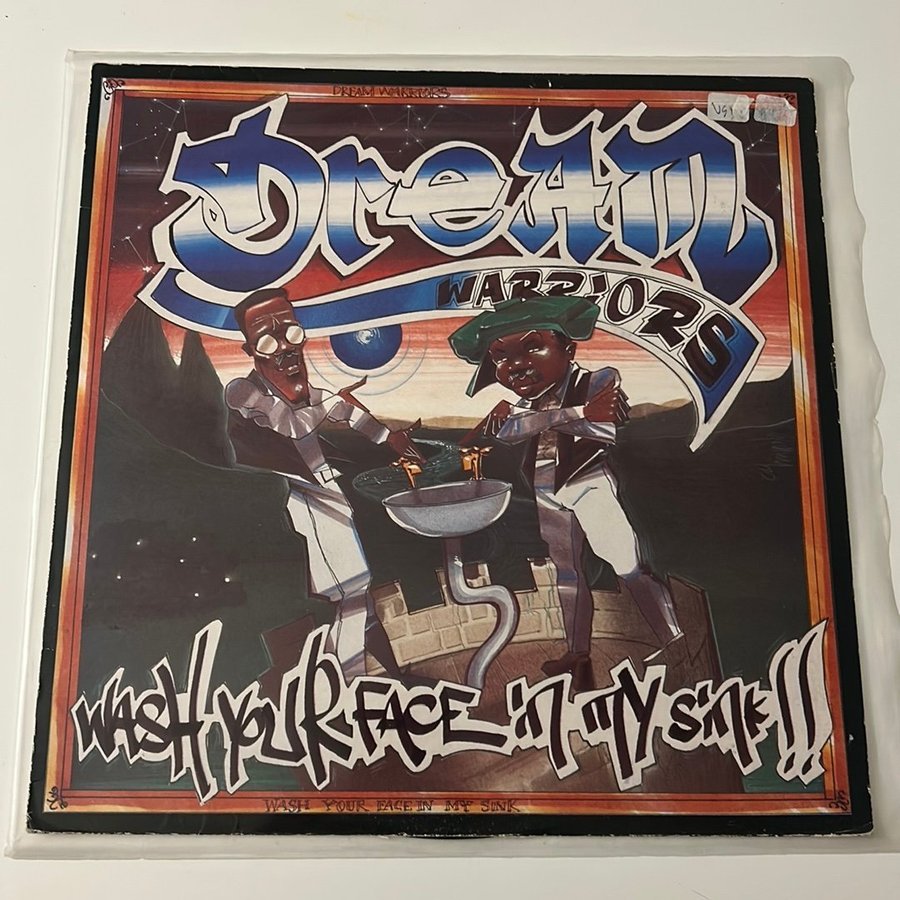 DREAM WARRIORS
DreAM
WARRIORS
WASH YOUR FACE in mY sink!!
WASH YOUR FACE IN MY SINK